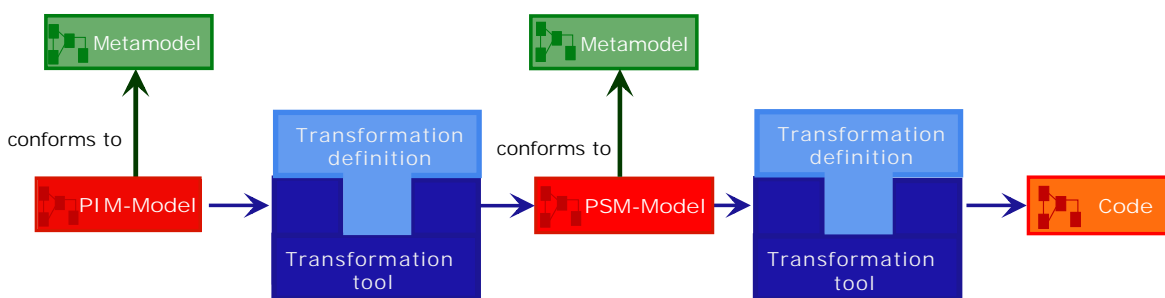 Metamodel
Metamodel
conforms to
Transformation
definition
conforms to
Transformation
definition
PIM-Model
PSM-Model
Code
Transformation
tool
Transformation
tool